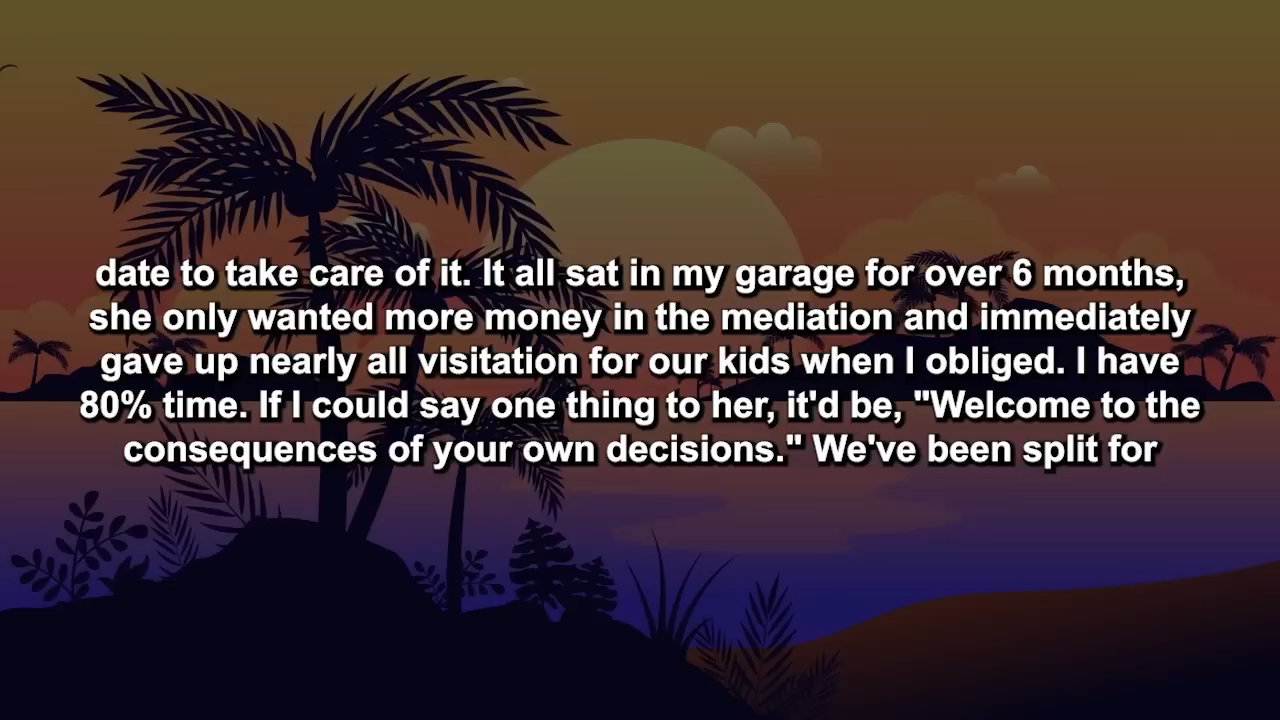 date to take care of it. It all sat in my garage for over 6 months,
she only wanted more money in the mediation and immediately
gave up nearly all visitation for our kids when I obliged. I have
80% time. If I could say one thing to her, it'd be, "Welcome to the
consequences of your own decisions." We've been split for